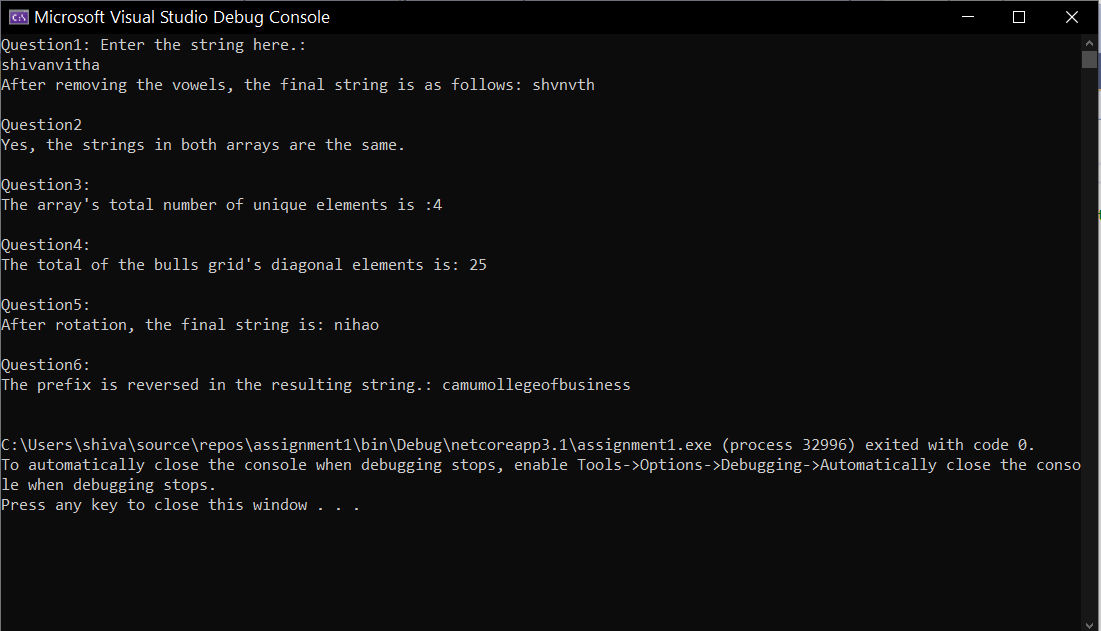 Microsoft Visual Studio Debug Console
Question1: Enter the string here.:
shivanvitha
After removing the vowels, the final string is as follows: shvnvth
Question2
Yes, the strings in both arrays are the same.
Question3:
The array's total number of unique elements is :4
Question4:
The total of the bulls grid's diagonal elements is: 25
Question5:
After rotation, the final string is: nihao
Question6:
The prefix is reversed in the resulting string.: camumollegeofbusiness
C:\Users\shiva\source\repos\assignment1\bin\Debug\netcoreapp3.1\assignment1.exe (process 32996) exited with code 0.
To automatically close the console when debugging stops, enable Tools->Options->Debugging->Automatically close the conso
le when debugging stops.
Press any key to close this window . . .